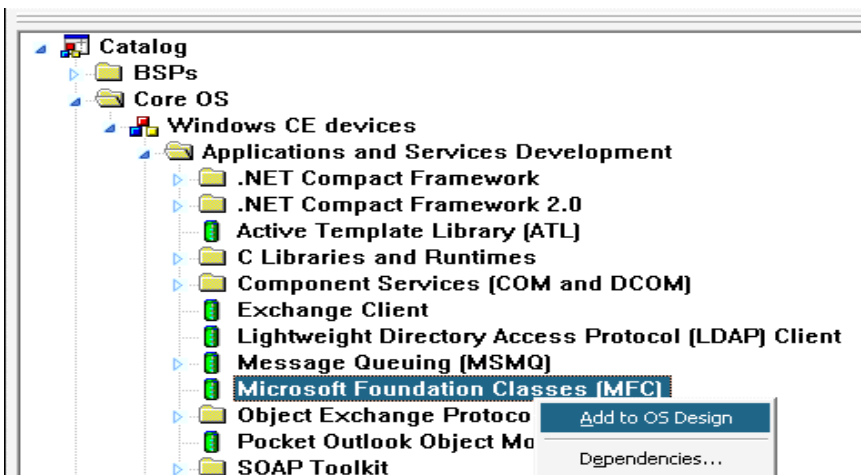 Catalog
BSPs
Core OS
Windows CE devices
Applications and Services Development
.NET Compact Framework
.NET Compact Framework 2.0
Active Template Library (ATL)
C Libraries and Runtimes
Component Services (COM and DCOM)
Exchange Client
Lightweight Directory Access Protocol (LDAP) Client
Message Queuing (MSMQ)
Microsoft Foundation Classes (MFC)
Object Exchange Protoco
Add to OS Design
Pocket Outlook Object Mo
Dependencies...
SOAP Toolkit